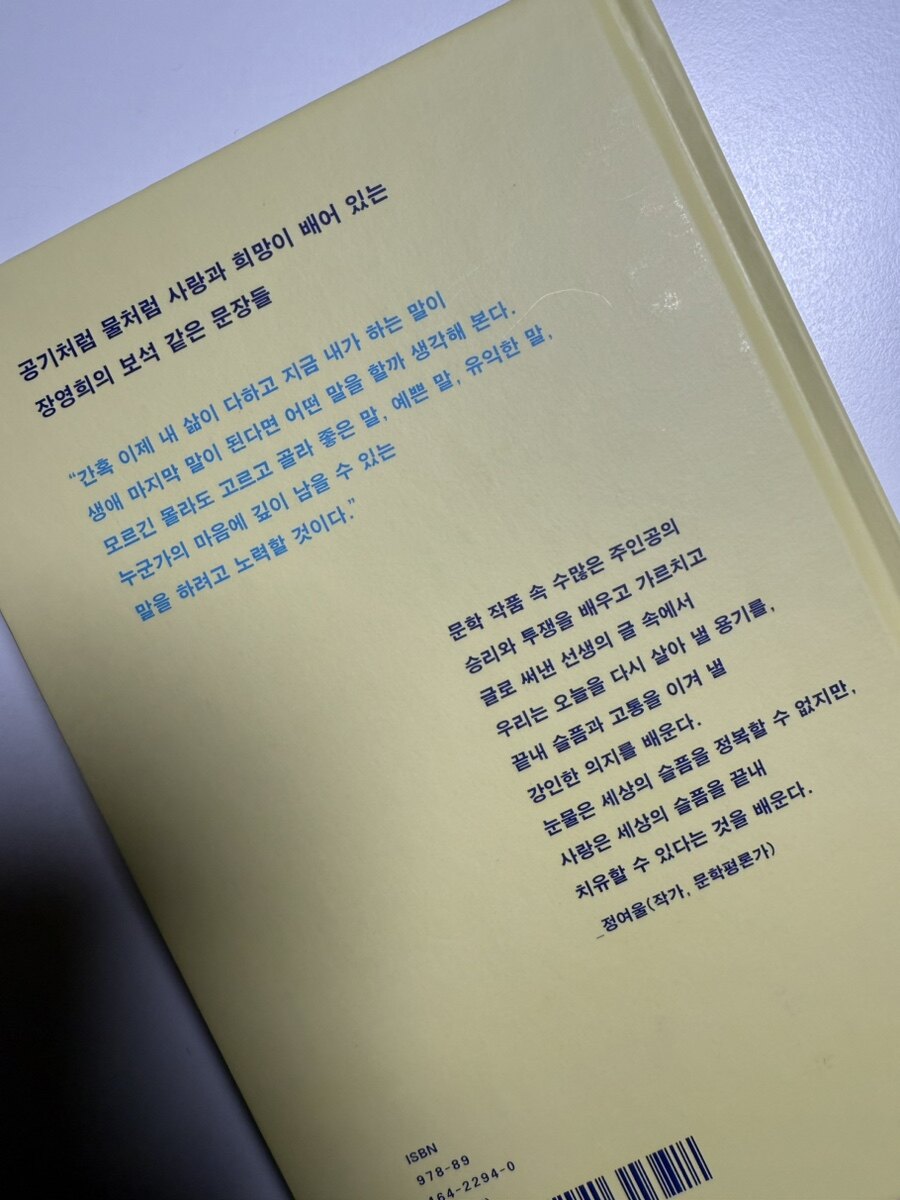 공기처럼 물처럼 사랑과 희망이 배어 있는
장영희의 보석 같은 문장들
“간혹 이제 내 삶이 다하고 지금 내가 하는 말이
생애 마지막 말이 된다면 어떤 말을 할까 생각해 본다.
모르긴 몰라도 고르고 골라 좋은 말, 예쁜 말, 유익한 말,
누군가의 마음에 깊이 남을 수 있는
말을 하려고 노력할 것이다.”
문학 작품 속 수많은 주인공의
승리와 투쟁을 배우고 가르치고
글로 써낸 선생의 글 속에서
우리는 오늘을 다시 살아 낼 용기를,
끝내 슬픔과 고통을 이겨 낼
강인한 의지를 배운다.
눈물은 세상의 슬픔을 정복할 수 없지만,
사랑은 세상의 슬픔을 끝내
치유할 수 있다는 것을 배운다.
_정여울(작가, 문학평론가)
ISBN
978-89
464-2294-0